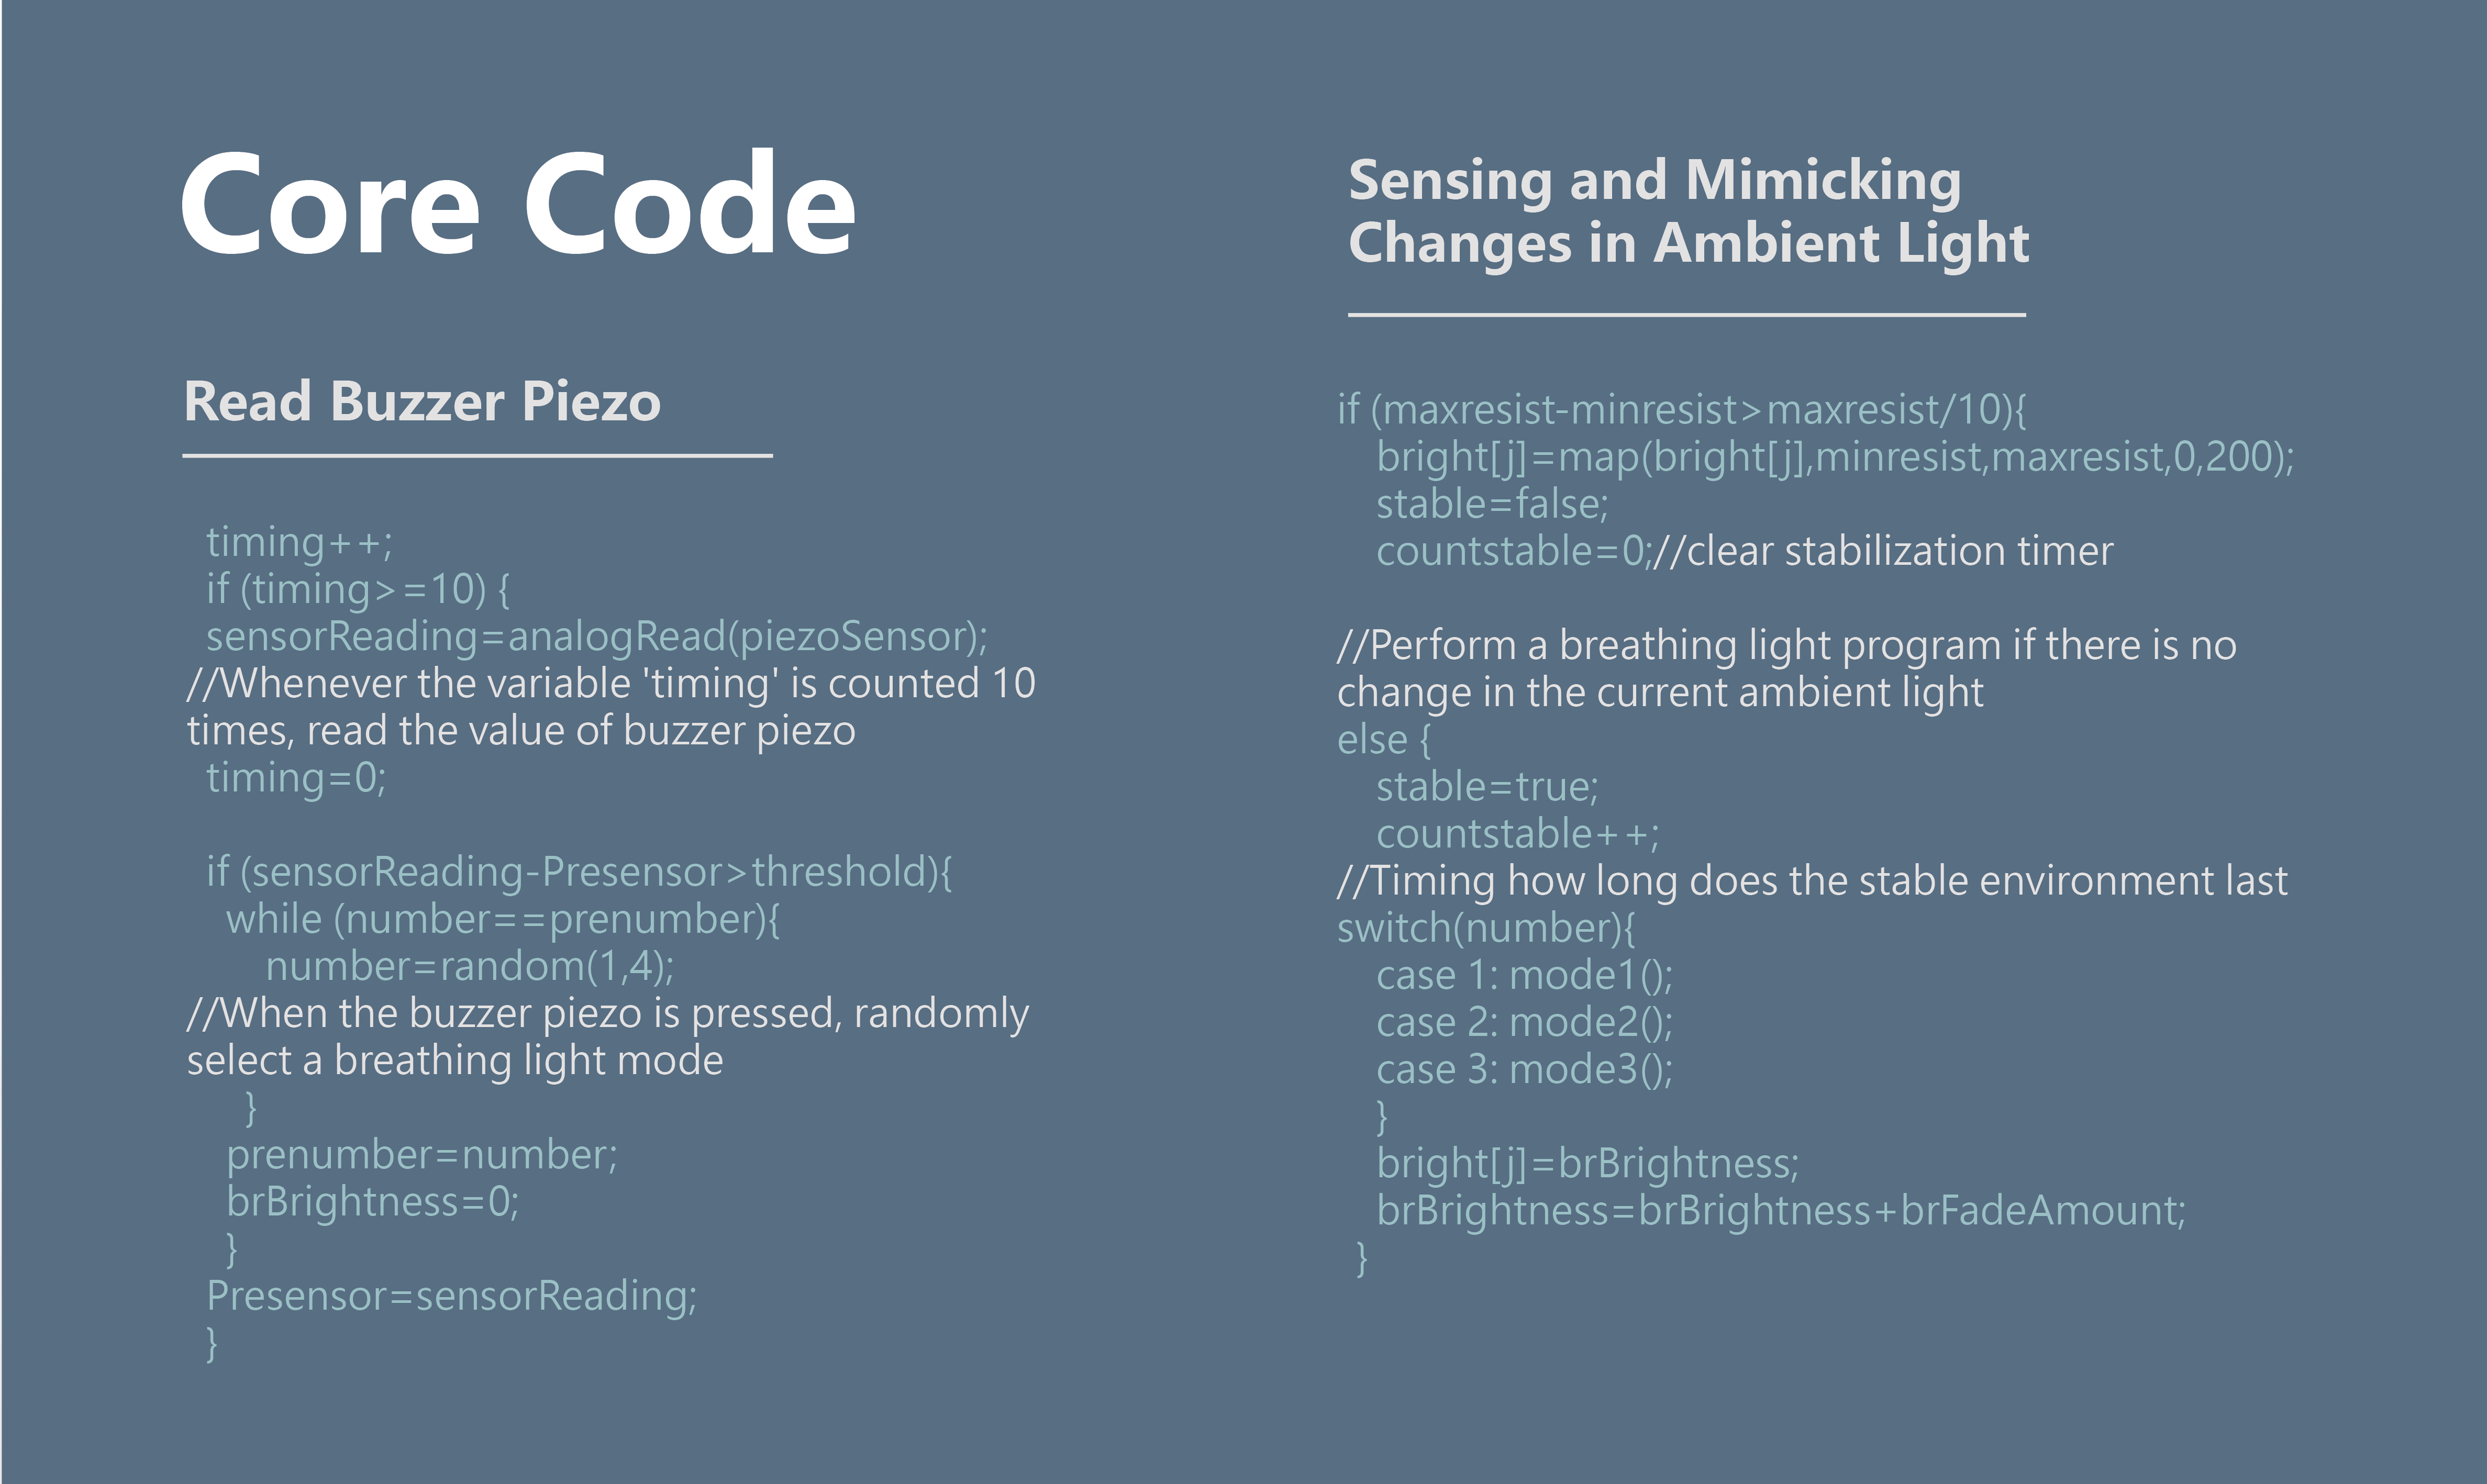 Core Code
Read Buzzer Piezo
timing++;
if (timing>=10) {
sensorReading=analogRead(piezoSensor);
//Whenever the variable 'timing' is counted 10
times, read the value of buzzer piezo
timing=0;
if (sensorReading-Presensor>threshold){
while (number==prenumber){
number=random(1,4);
//When the buzzer piezo is pressed, randomly
select a breathing light mode
}
prenumber=number;
brBrightness=0;
}
Presensor=sensorReading;
}
Sensing and Mimicking
Changes in Ambient Light
if (maxresist-minresist>maxresist/10){
bright[j]=map(bright[j],minresist,maxresist,0,200);
stable=false;
countstable=0;//clear stabilization timer
//Perform a breathing light program if there is no
change in the current ambient light
else {
stable=true;
countstable++;
//Timing how long does the stable environment last
switch(number){
case 1: mode1();
case 2: mode2();
case 3: mode3();
}
bright[j]=brBrightness;
brBrightness=brBrightness+brFadeAmount;
}